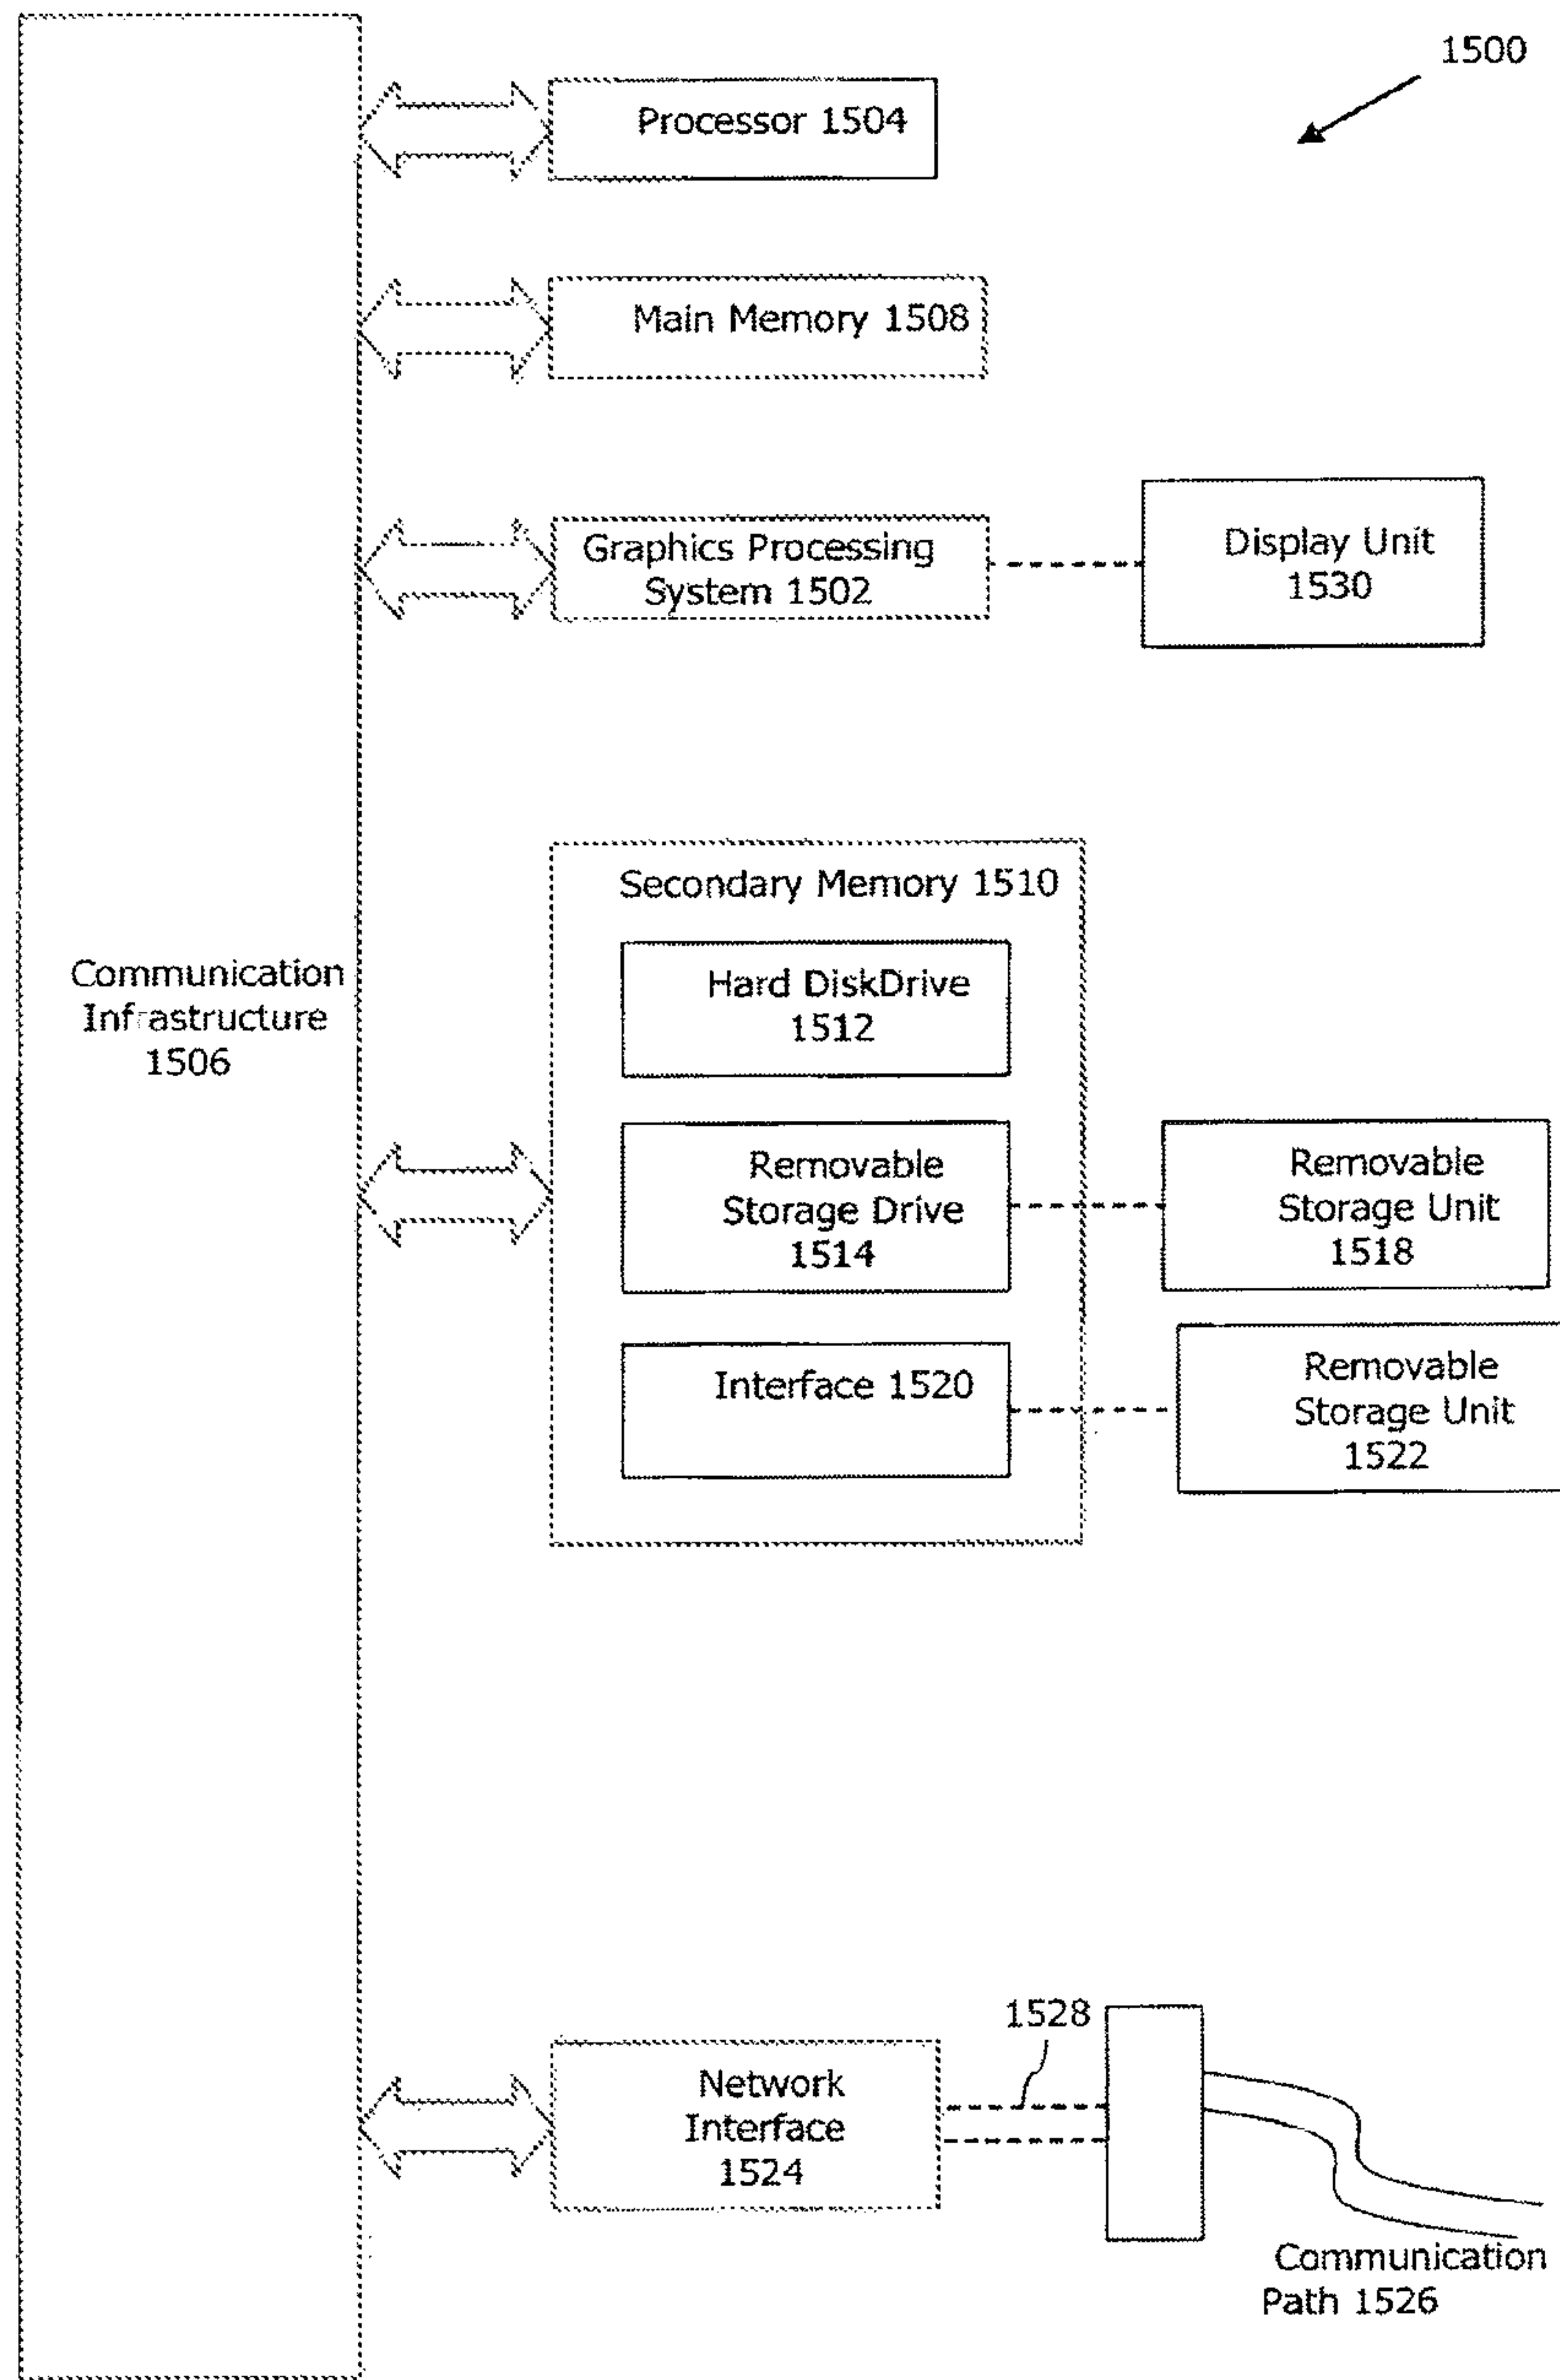 1500
Processor 1504
Main Memory 1508
Graphics Processing
System 1502
Display Unit
1530
Secondary Memory 1510
Hard DiskDrive
1512
Communication
Infrastructure
1506
Removable
Storage Drive
1514
Removable
Storage Unit
1518
Interface 1520
Removable
Storage Unit
1522
1528
Network
Interface
1524
Communication
Path 1526